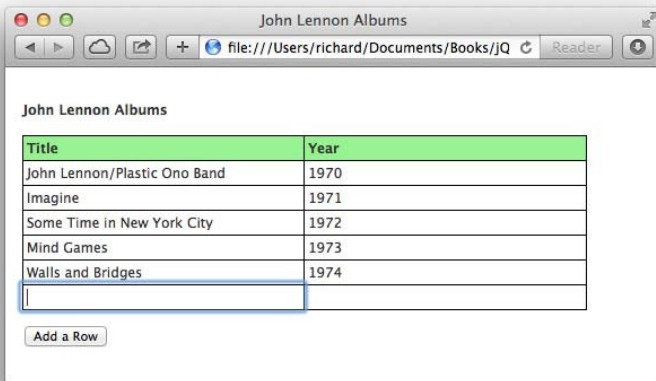 John Lennon Albums
file:///Users/richard/Documents/Books/jQ
Reader
John Lennon Albums
Title Year
John Lennon/Plastic Ono Band 1970
Imagine 1971
Some Time in New York City 1972
Mind Games 1973
Walls and Bridges 1974
Add a Row